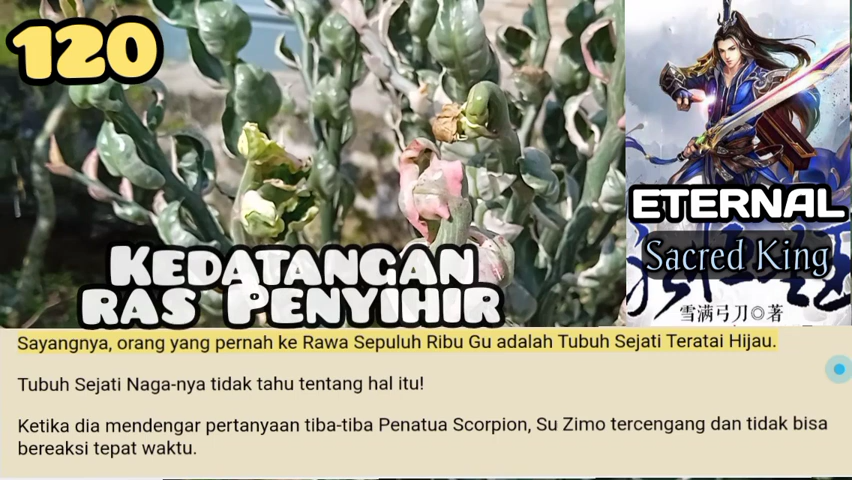 120
ETERNAL
Sacred King
雪满弓刀◎著
KEDATANGAN
RAS PENYIHIR
Sayangnya, orang yang pernah ke Rawa Sepuluh Ribu Gu adalah Tubuh Sejati Teratai Hijau.
Tubuh Sejati Naga-nya tidak tahu tentang hal itu!
Ketika dia mendengar pertanyaan tiba-tiba Penatua Scorpion, Su Zimo tercengang dan tidak bisa
bereaksi tepat waktu.